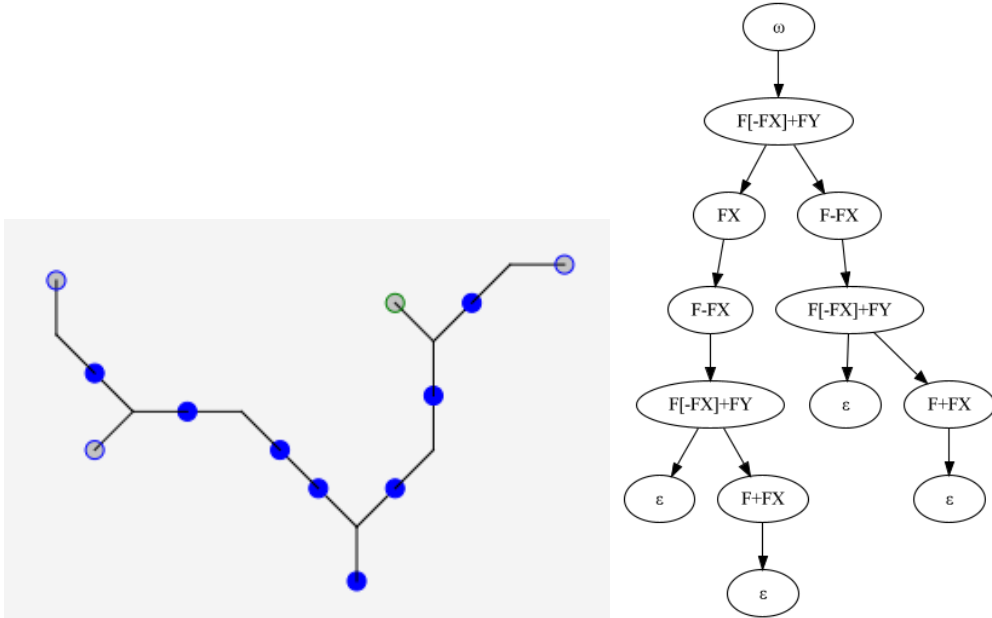 ω
F[-FX]+FY
FX
F-FX
F-FX
F[-FX]+FY
F[-FX]+FY
ε
F+FX
ε
F+FX
ε
ε